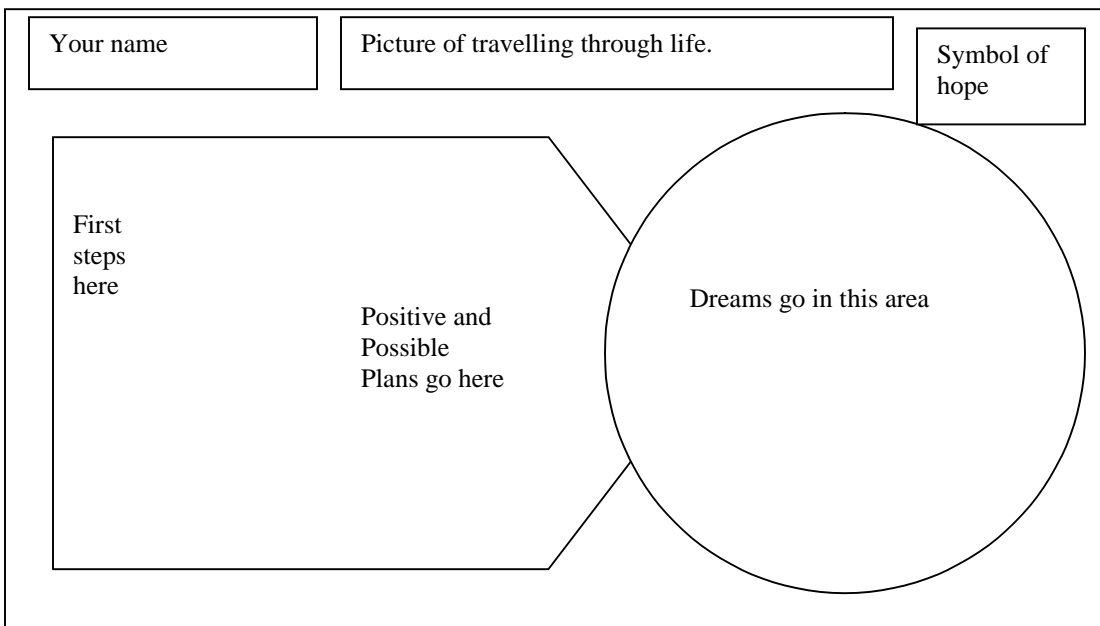 Your name
Picture of travelling through life.
Symbol of
hope
First
steps
here
Positive and
Possible
Plans go here
Dreams go in this area